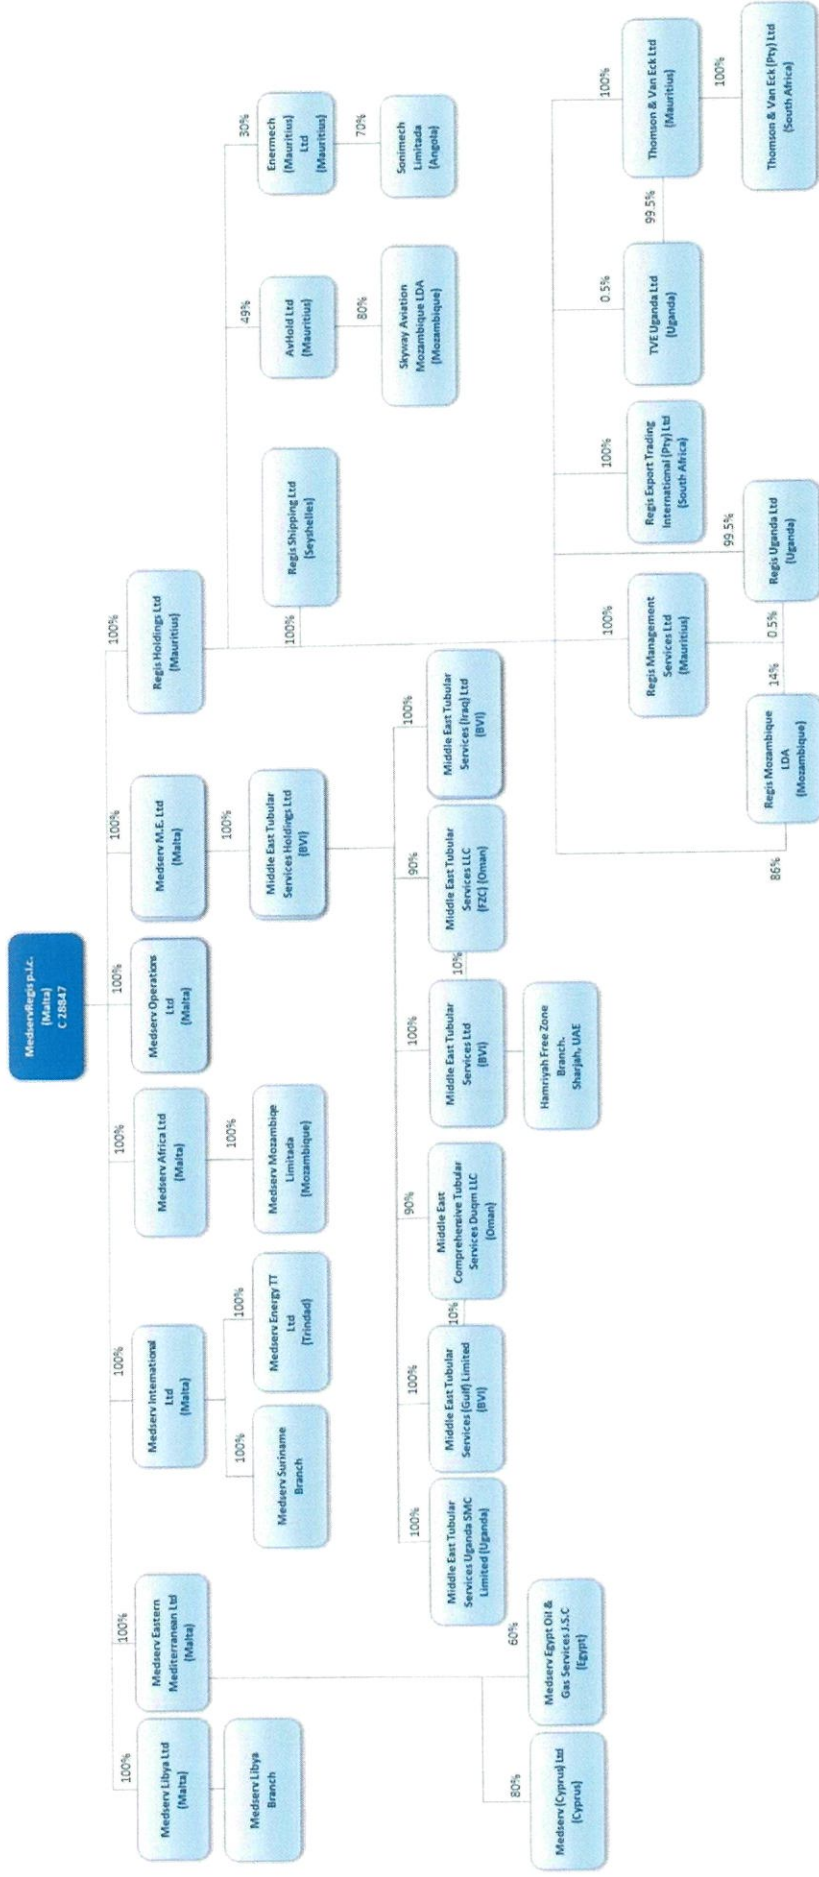 MedservRegis p.l.c.
(Malta)
C 28847
100%
Medserv Libya Ltd
(Malta)
Medserv Libya
Branch
100%
Medserv Eastern
Mediterranean Ltd
(Malta)
80%
Medserv (Cyprus) Ltd
(Cyprus)
60%
Medserv Egypt Oil &
Gas Services J.S.C
(Egypt)
100%
Medserv International
Ltd
(Malta)
100%
Medserv Suriname
Branch
100%
Medserv Energy TT
Ltd
(Trindad)
100%
Medserv Africa Ltd
(Malta)
100%
Medserv Mozambiqe
Limitada
(Mozambique)
100%
Medserv Operations
Ltd
(Malta)
100%
Medserv M.E. Ltd
(Malta)
100%
Middle East Tubular
Services Holdings Ltd
(BVI)
100%
Middle East Tubular
Services Uganda SMC
Limited (Uganda)
100%
Middle East Tubular
Services (Gulf) Limited
(BVI)
10%
90%
Middle East
Comprehensive Tubular
Services Duqm LLC
(Oman)
100%
Middle East Tubular
Services Ltd
(BVI)
Hamriyah Free Zone
Branch.
Sharjah, UAE
10%
90%
Middle East Tubular
Services LLC
(FZC) (Oman)
100%
Middle East Tubular
Services (Iraq) Ltd
(BVI)
100%
Regis Holdings Ltd
(Mauritius)
100%
Regis Shipping Ltd
(Seyshelles)
49%
AvHold Ltd
(Mauritius)
80%
Skyway Aviation
Mozambique LDA
(Mozambique)
30%
Enermech
(Mauritius)
Ltd
(Mauritius)
70%
Sonimech
Limitada
(Angola)
86%
Regis Mozambique
LDA
(Mozambique)
14%
100%
Regis Management
Services Ltd
(Mauritius)
0.5%
99.5%
Regis Uganda Ltd
(Uganda)
100%
Regis Export Trading
International (Pty) Ltd
(South Africa)
0.5%
TVE Uganda Ltd
(Uganda)
99.5%
100%
Thomson & Van Eck Ltd
(Mauritius)
100%
Thomson & Van Eck (Pty) Ltd
(South Africa)